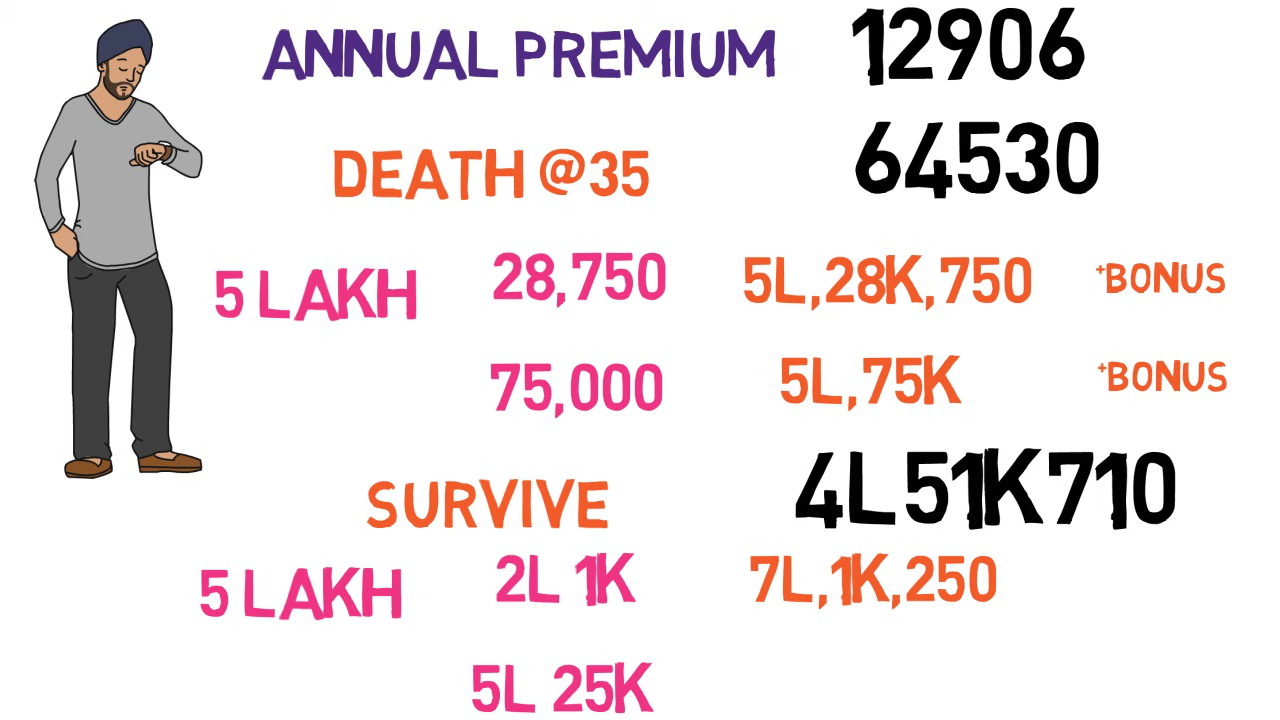 ANNUAL PREMIUM 12906
DEATH @35 64530
5 LAKH 28,750 5L,28K,750 +BONUS
75,000 5L,75K +BONUS
SURVIVE 4L51K710
5 LAKH 2L 1K 7L,1K,250
5L 25K